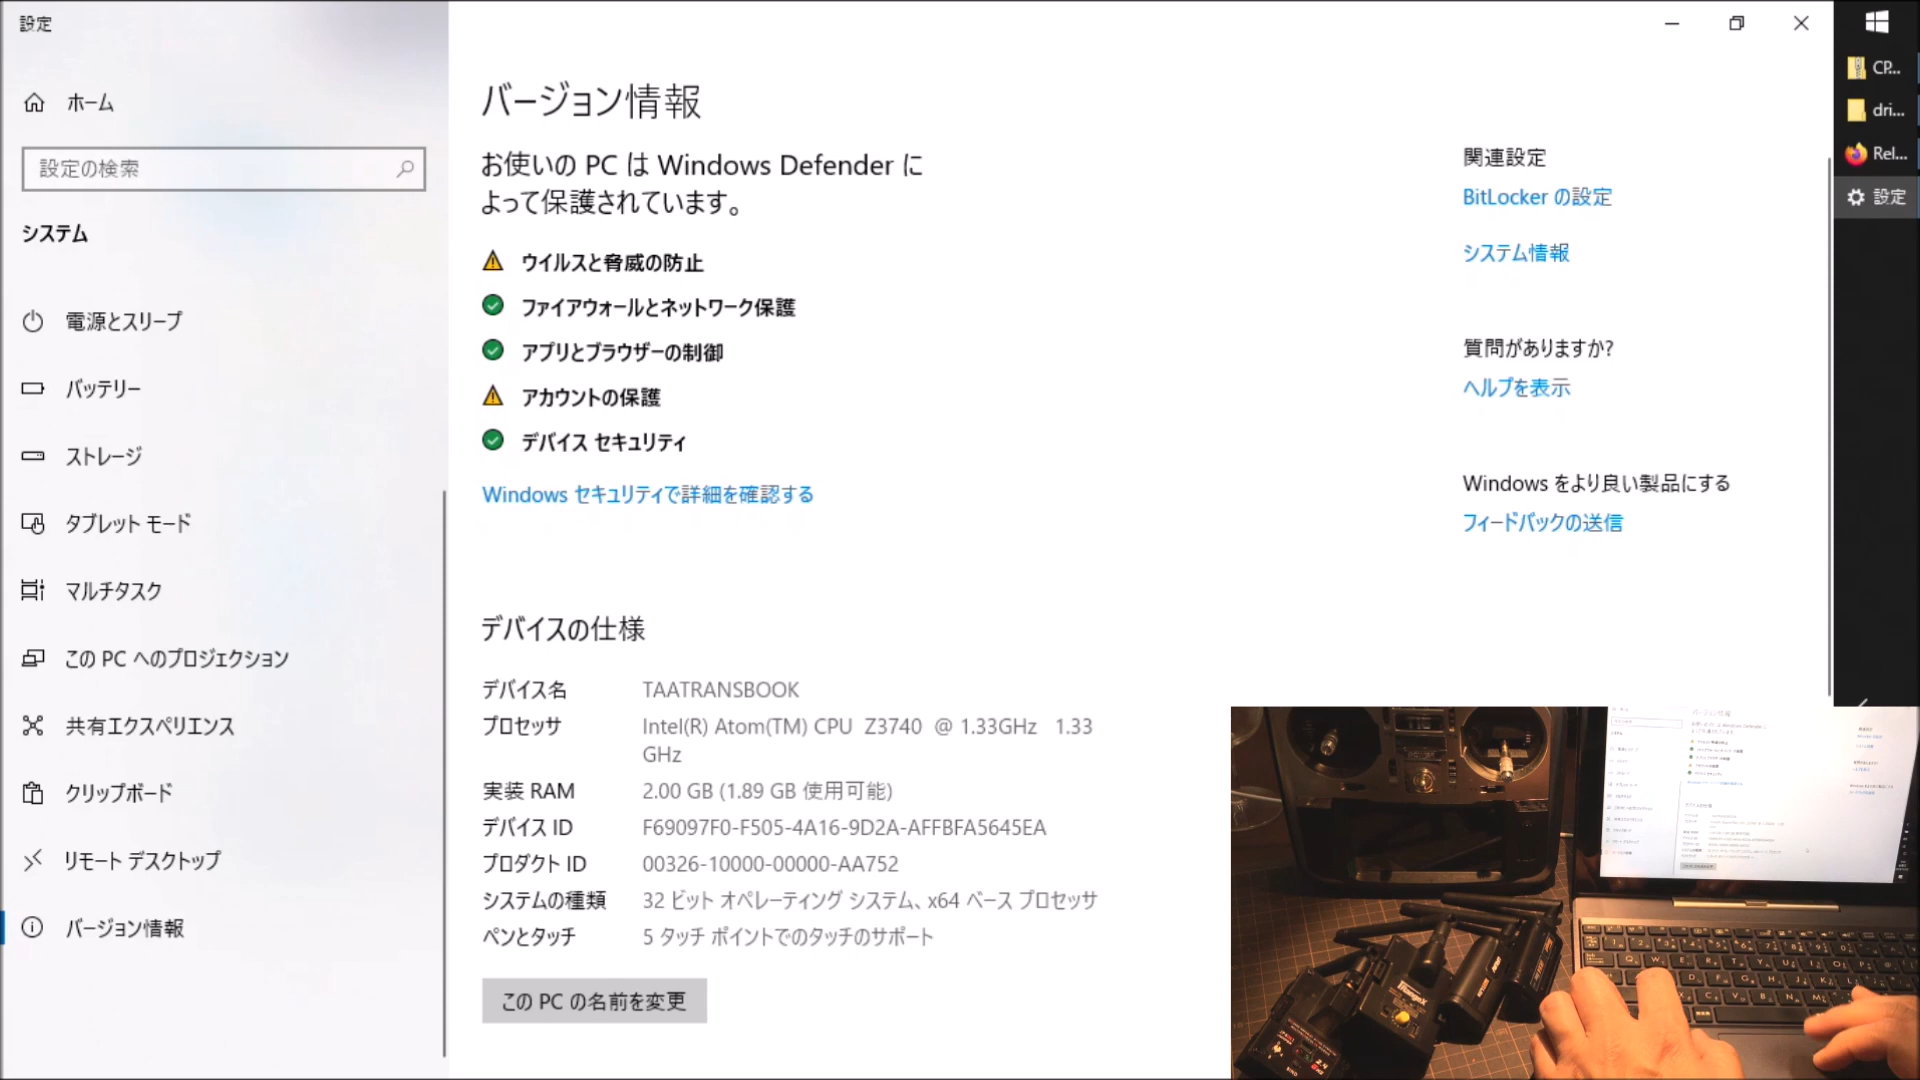 設定
ホーム
設定の検索
システム
電源とスリープ
バッテリー
ストレージ
タブレット モード
マルチタスク
この PC へのプロジェクション
共有エクスペリエンス
クリップボード
リモート デスクトップ
バージョン情報
バージョン情報
お使いの PC は Windows Defender に
よって保護されています。
ウイルスと脅威の防止
ファイアウォールとネットワーク保護
アプリとブラウザーの制御
アカウントの保護
デバイス セキュリティ
Windows セキュリティで詳細を確認する
デバイスの仕様
デバイス名 TAATRANSBOOK
プロセッサ Intel(R) Atom(TM) CPU Z3740 @ 1.33GHz 1.33
GHz
実装 RAM 2.00 GB (1.89 GB 使用可能)
デバイス ID F69097F0-F505-4A16-9D2A-AFFBFA5645EA
プロダクト ID 00326-10000-00000-AA752
システムの種類 32 ビット オペレーティング システム、x64 ベース プロセッサ
ペンとタッチ 5 タッチ ポイントでのタッチのサポート
この PC の名前を変更
関連設定
BitLocker の設定
システム情報
質問がありますか?
ヘルプを表示
Windows をより良い製品にする
フィードバックの送信
CP...
dri...
Rel...
設定